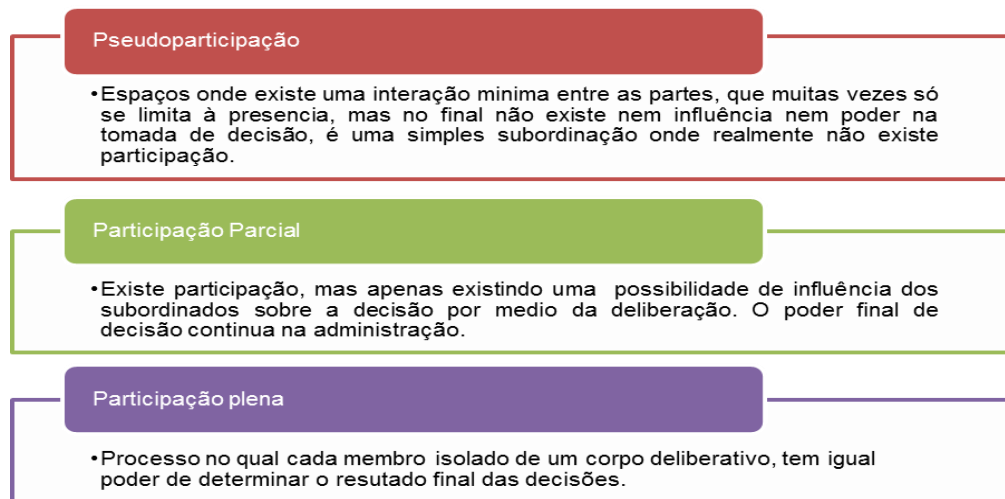 Pseudoparticipação
•Espaços onde existe uma interação minima entre as partes, que muitas vezes só
se limita à presencia, mas no final não existe nem influência nem poder na
tomada de decisão, é uma simples subordinação onde realmente não existe
participação.
Participação Parcial
•Existe participação, mas apenas existindo uma possibilidade de influência dos
subordinados sobre a decisão por medio da deliberação. O poder final de
decisão continua na administração.
Participação plena
•Processo no qual cada membro isolado de um corpo deliberativo, tem igual
poder de determinar o resutado final das decisões.